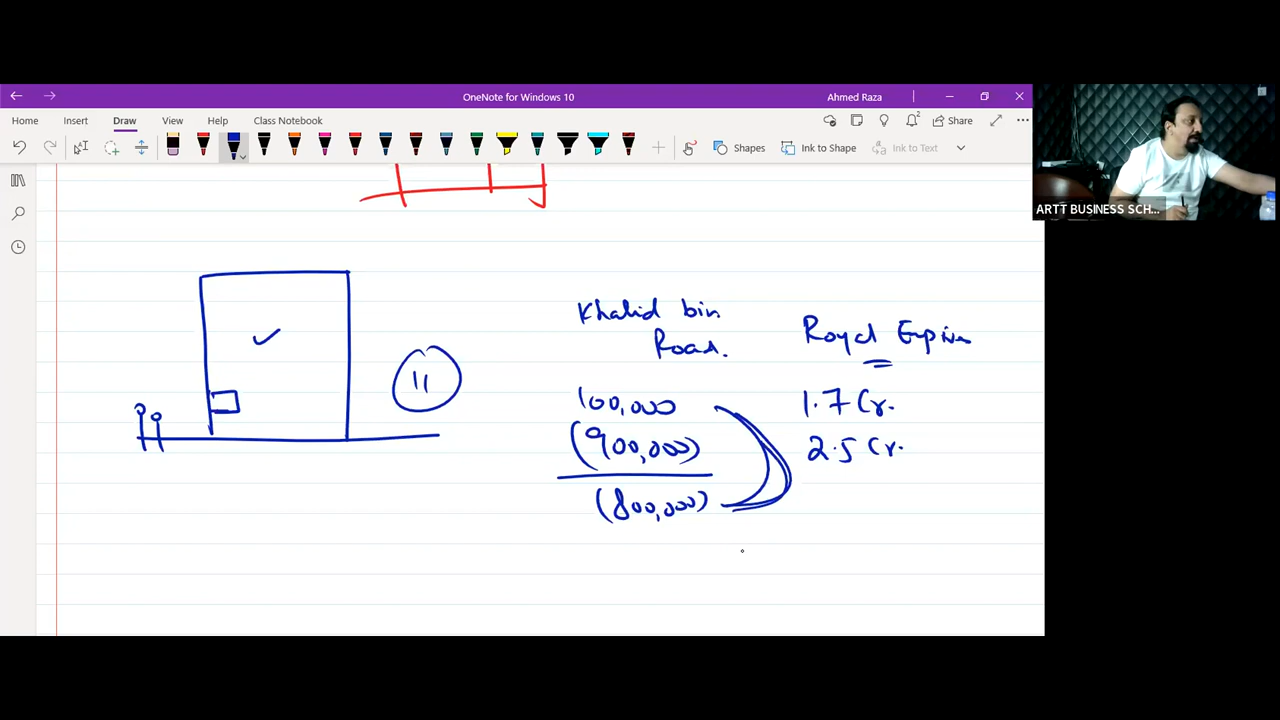 OneNote for Windows 10
Ahmed Raza
Home Insert Draw View Help Class Notebook
Share
Shapes Ink to Shape Ink to Text
ARTT BUSINESS SCH...
Khalid bin
Road.
Royal
11
100,000
(900,000)
(800,000)
1.7 Cr.
2.5 Cr.